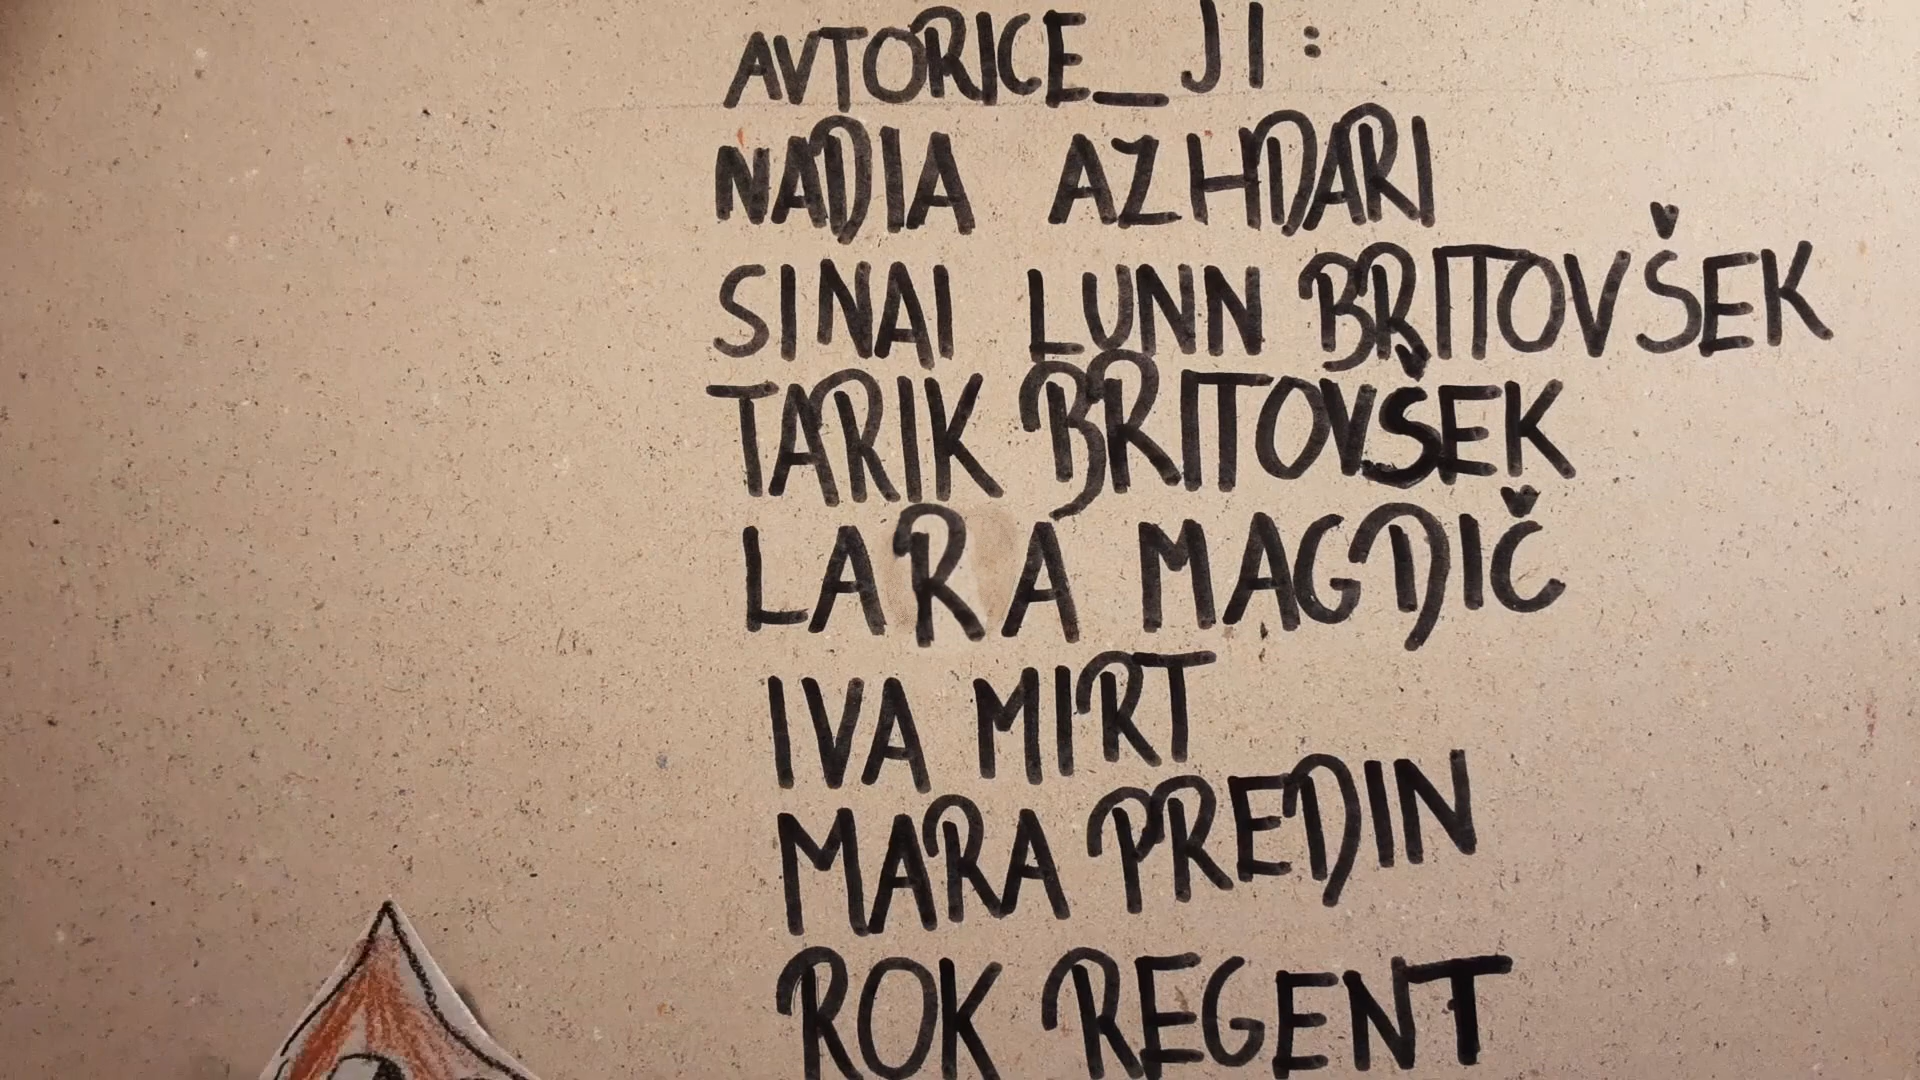 AVTORICE_JI:
NADIA AZHDARI
SINAI LUNN BRITOVŠEK
TARIK BRITOVŠEK
LARA MAGDIČ
IVA MIRT
MARA PREDIN
ROK REGENT